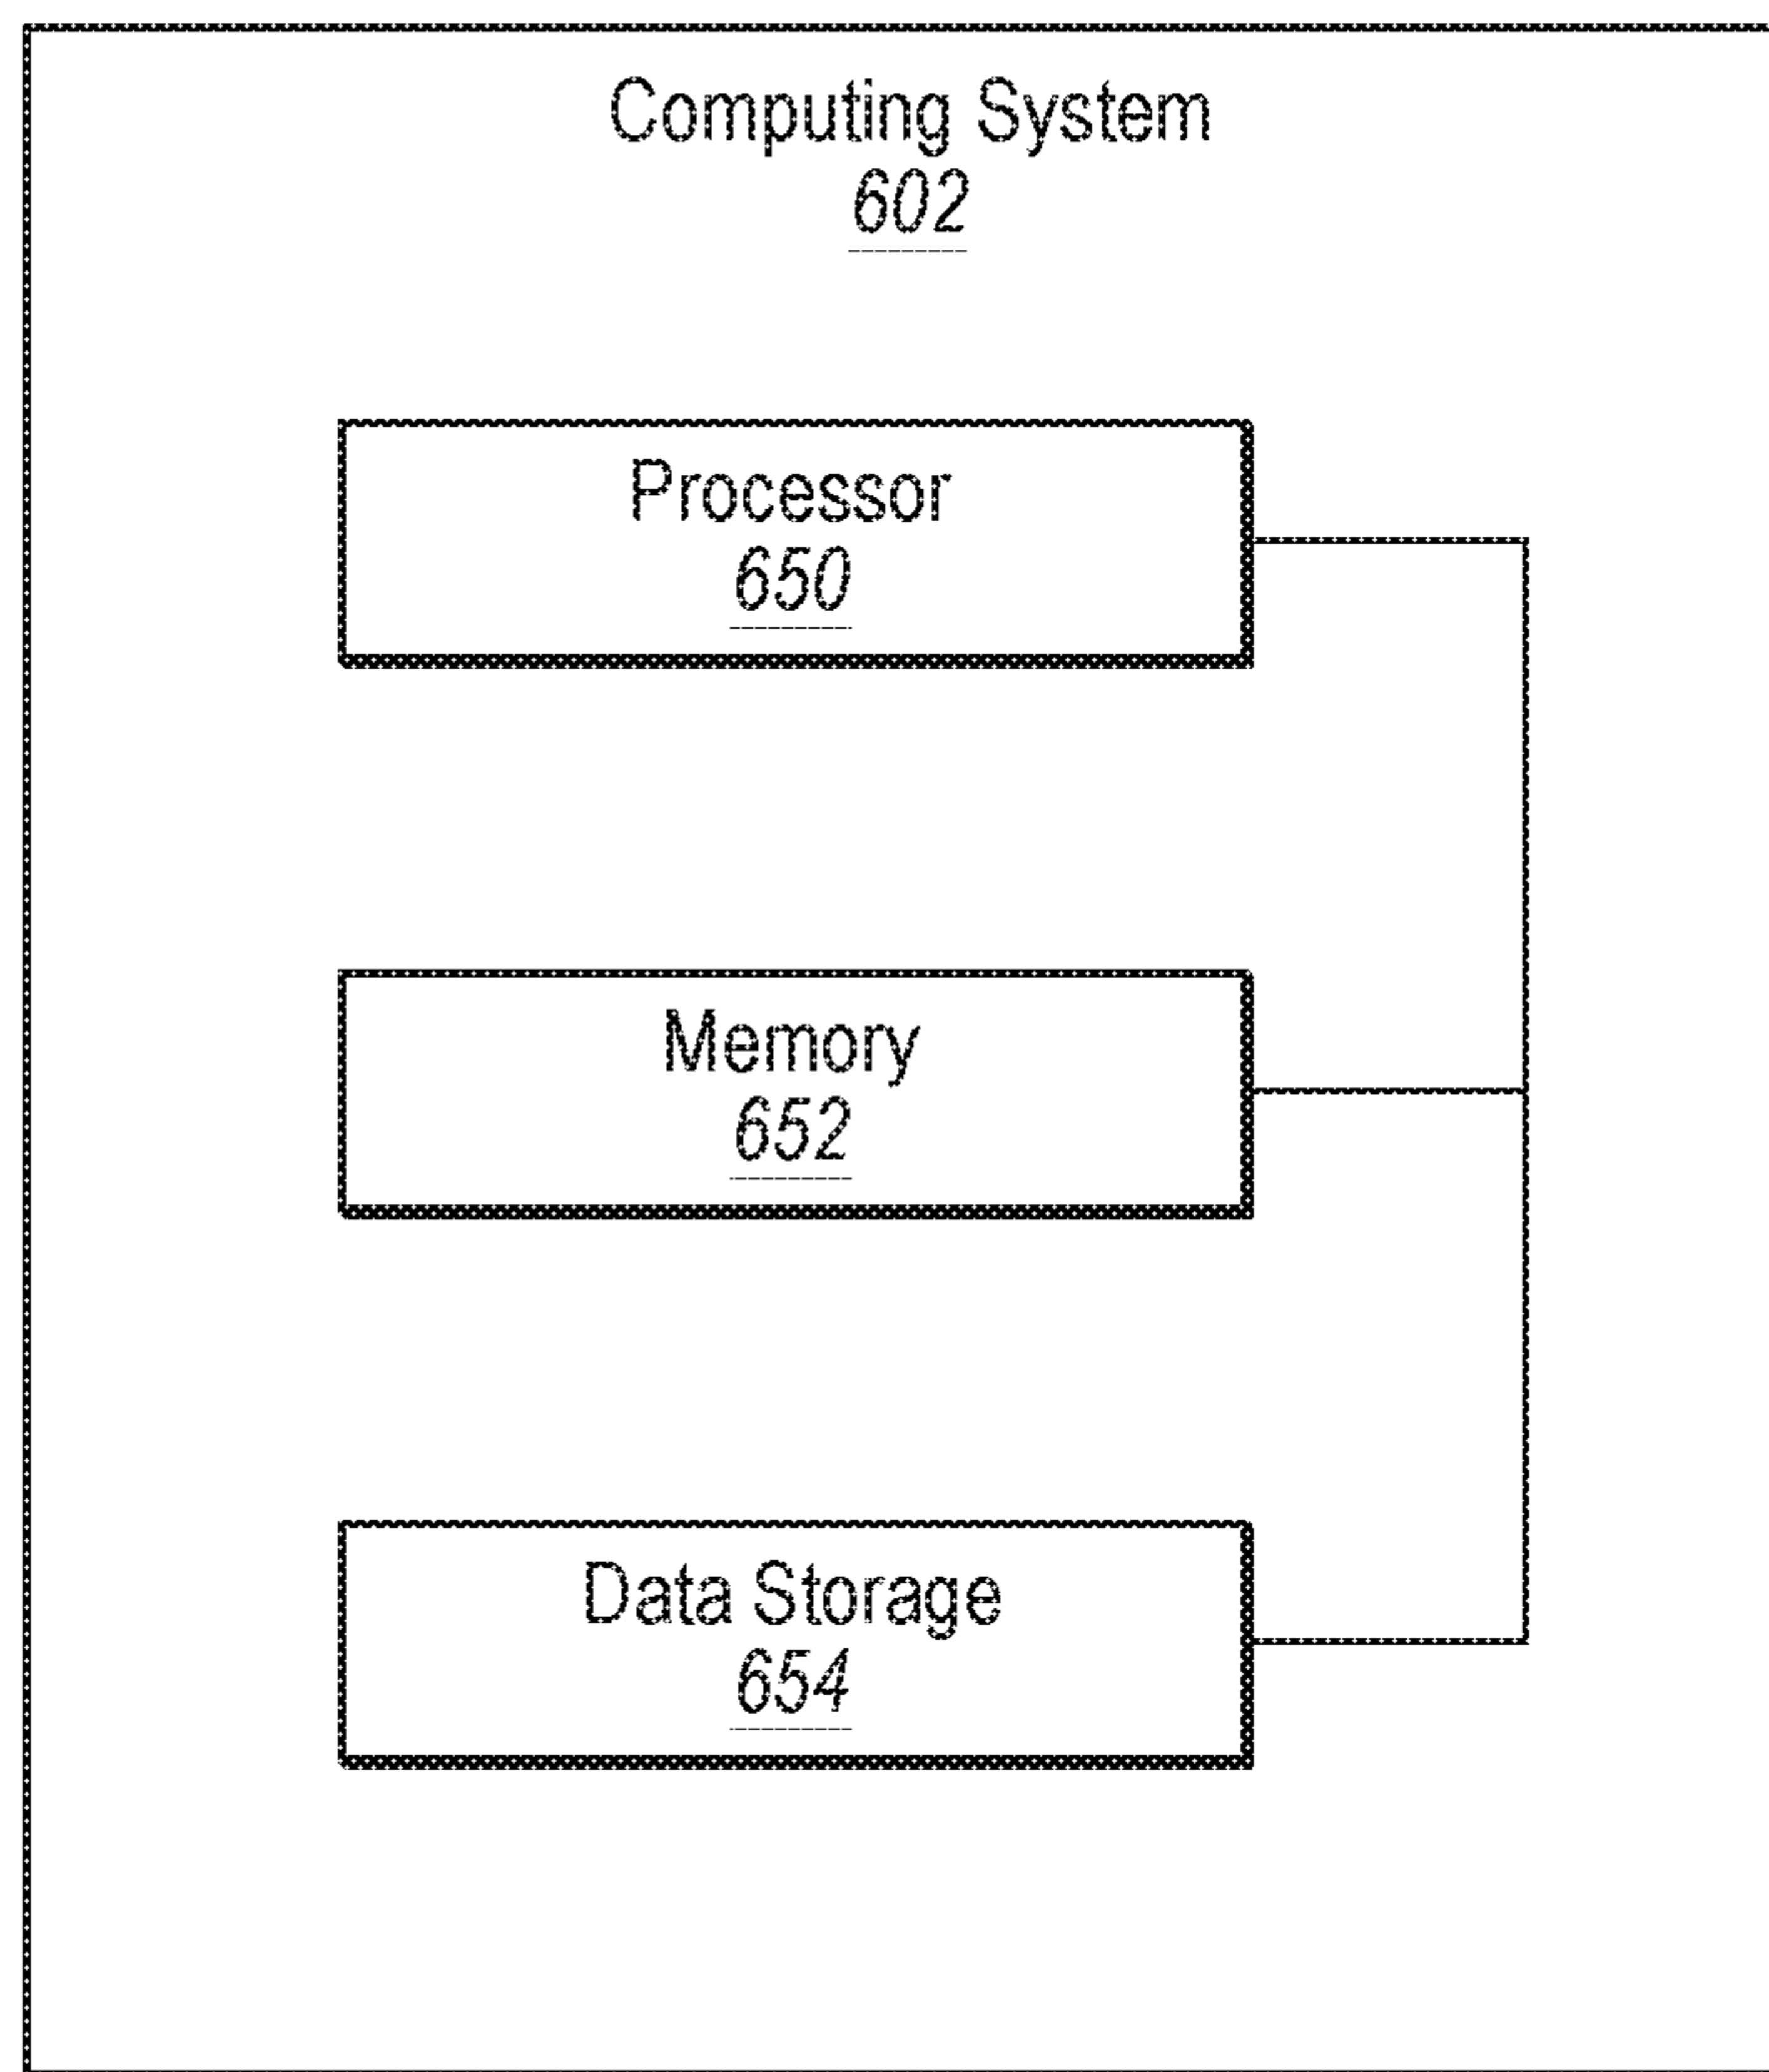 Computing System
602
Processor
650
Memory
652
Data Storage
654